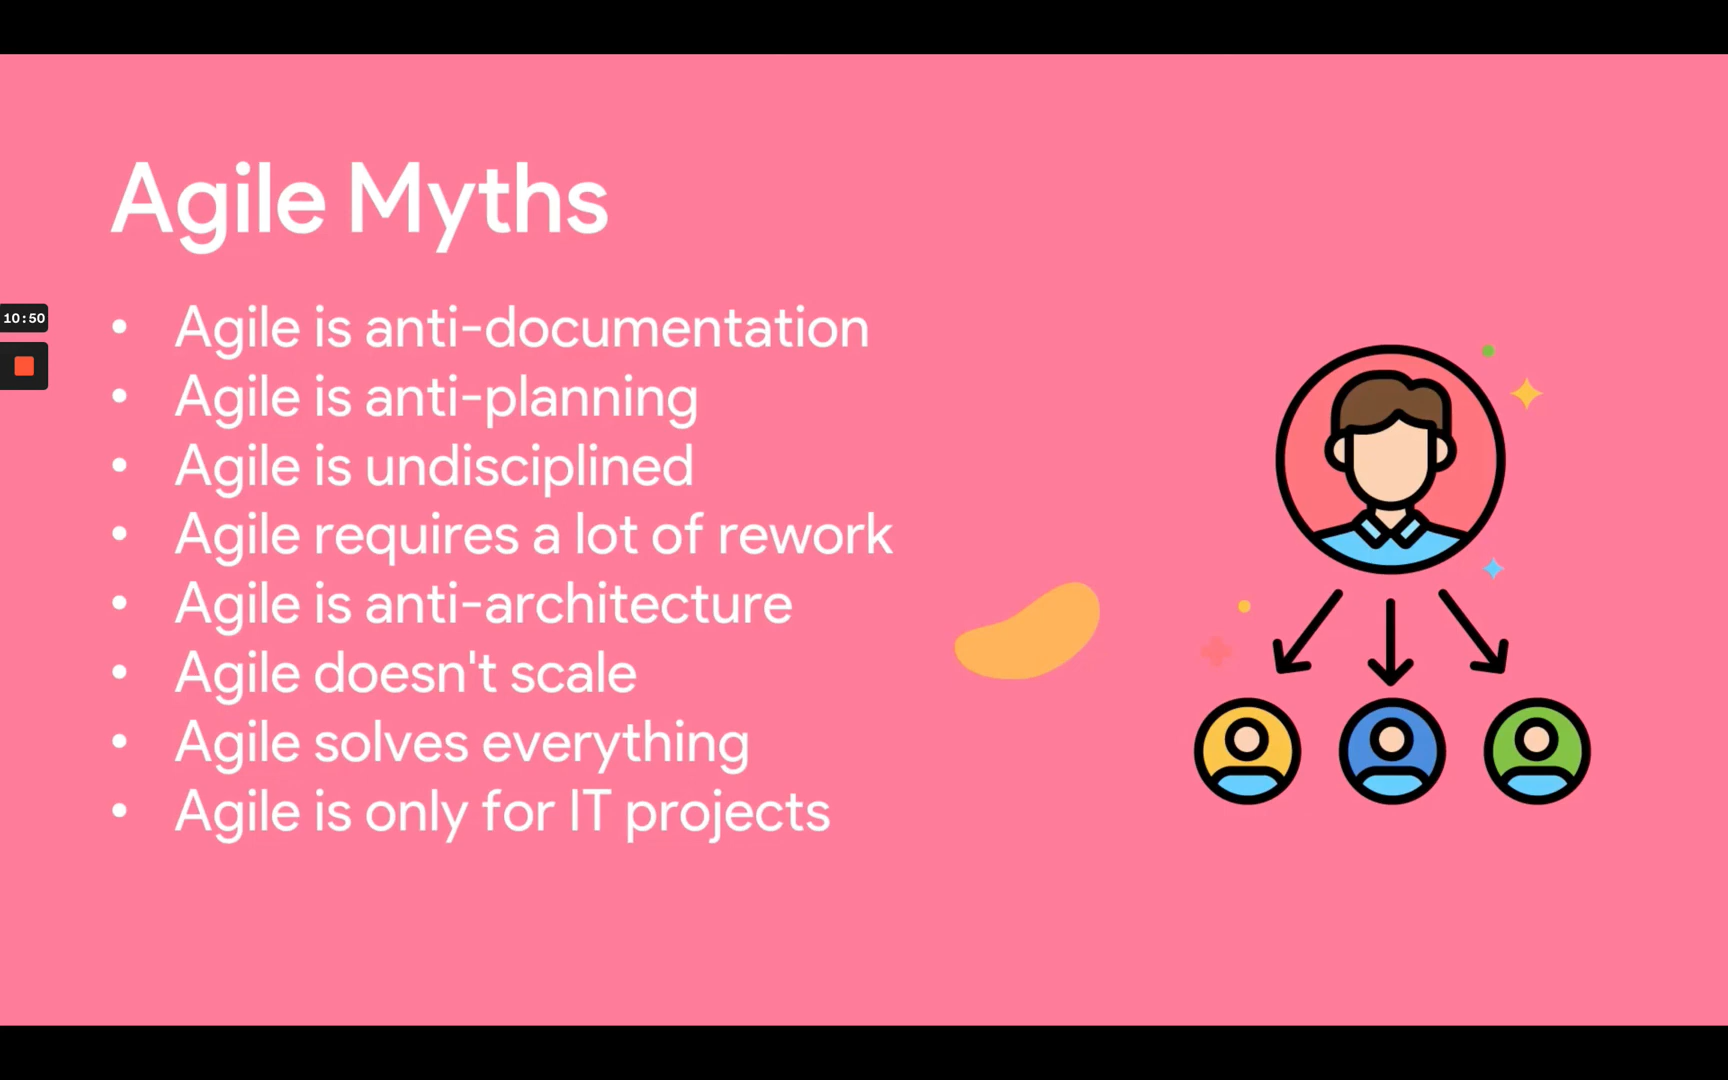 Agile Myths
• Agile is anti-documentation
• Agile is anti-planning
• Agile is undisciplined
• Agile requires a lot of rework
• Agile is anti-architecture
• Agile doesn't scale
• Agile solves everything
• Agile is only for IT projects
10:50